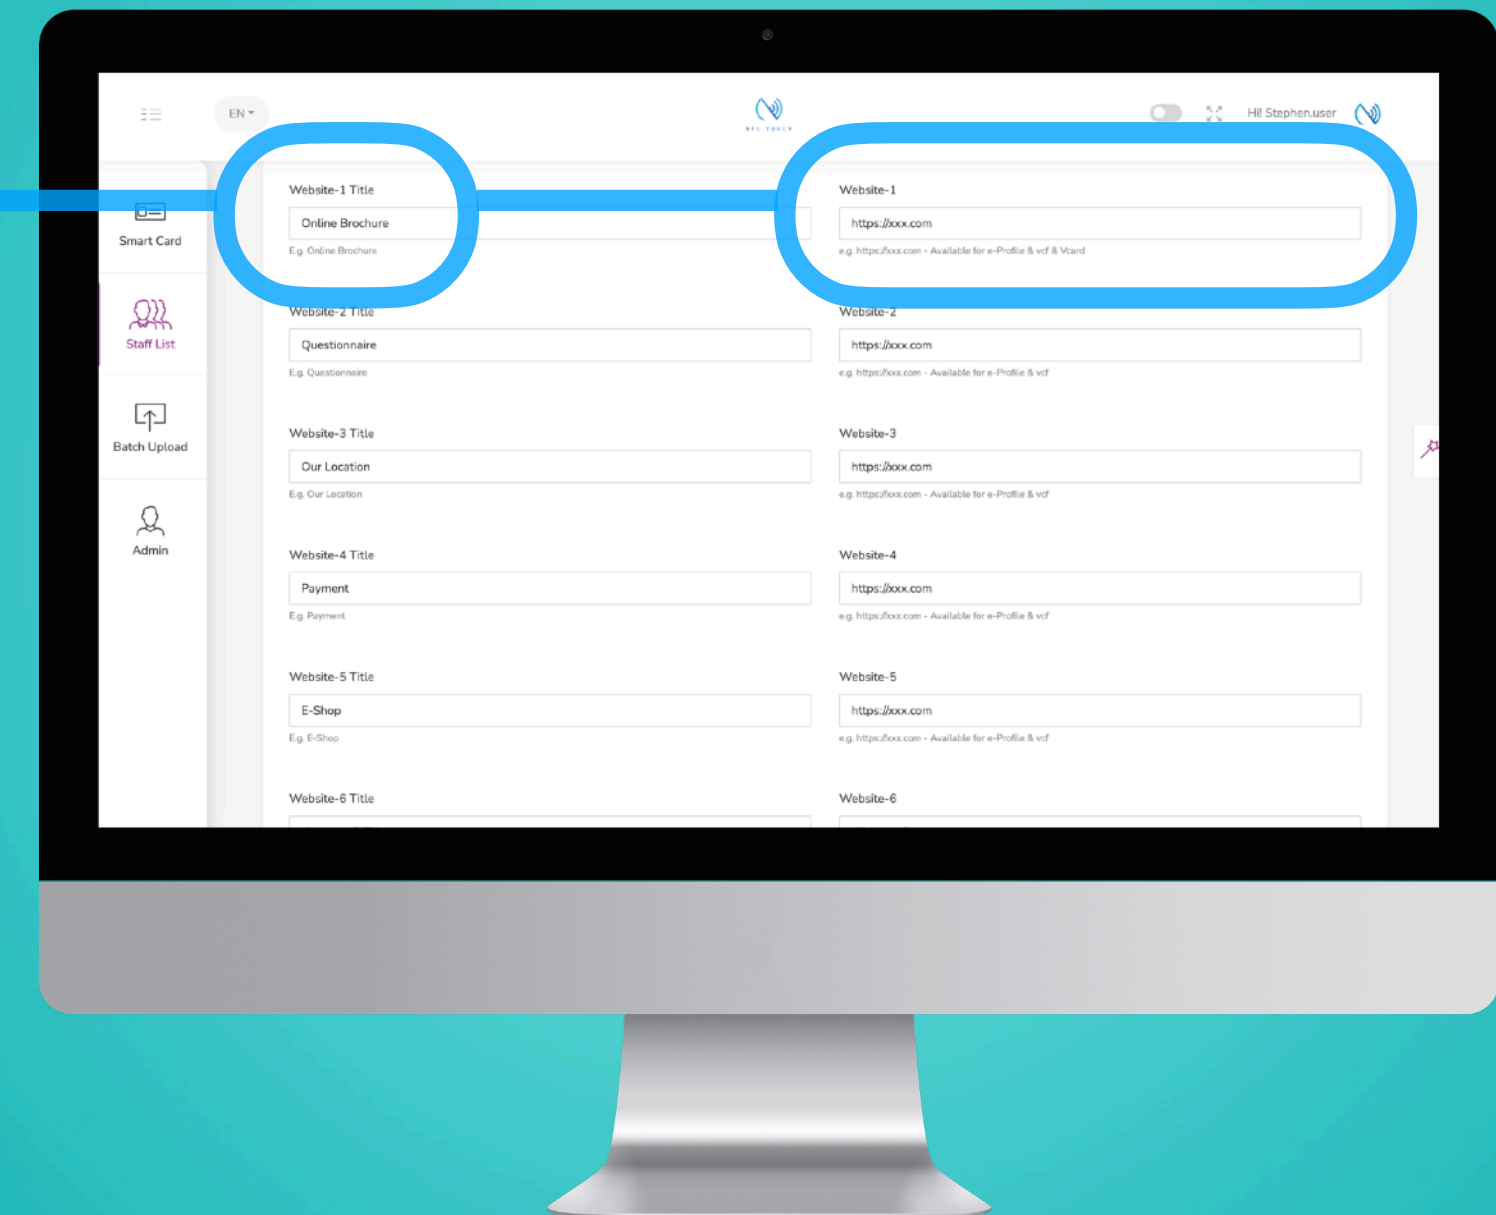 EN
NFC TOUCH
Hi! Stephen.user
Smart Card
Staff List
Batch Upload
Admin
Website-1 Title
Online Brochure
E.g. Online Brochure
Website-1
https://xxx.com
e.g. https://xxx.com - Available for e-Profile & vcf & Vcard
Website-2 Title
Questionnaire
E.g. Questionnaire
Website-2
https://xxx.com
e.g. https://xxx.com - Available for e-Profile & vcf
Website-3 Title
Our Location
E.g. Our Location
Website-3
https://xxx.com
e.g. https://xxx.com - Available for e-Profile & vcf
Website-4 Title
Payment
E.g. Payment
Website-4
https://xxx.com
e.g. https://xxx.com - Available for e-Profile & vcf
Website-5 Title
E-Shop
E.g. E-Shop
Website-5
https://xxx.com
e.g. https://xxx.com - Available for e-Profile & vcf
Website-6 Title
Website-6